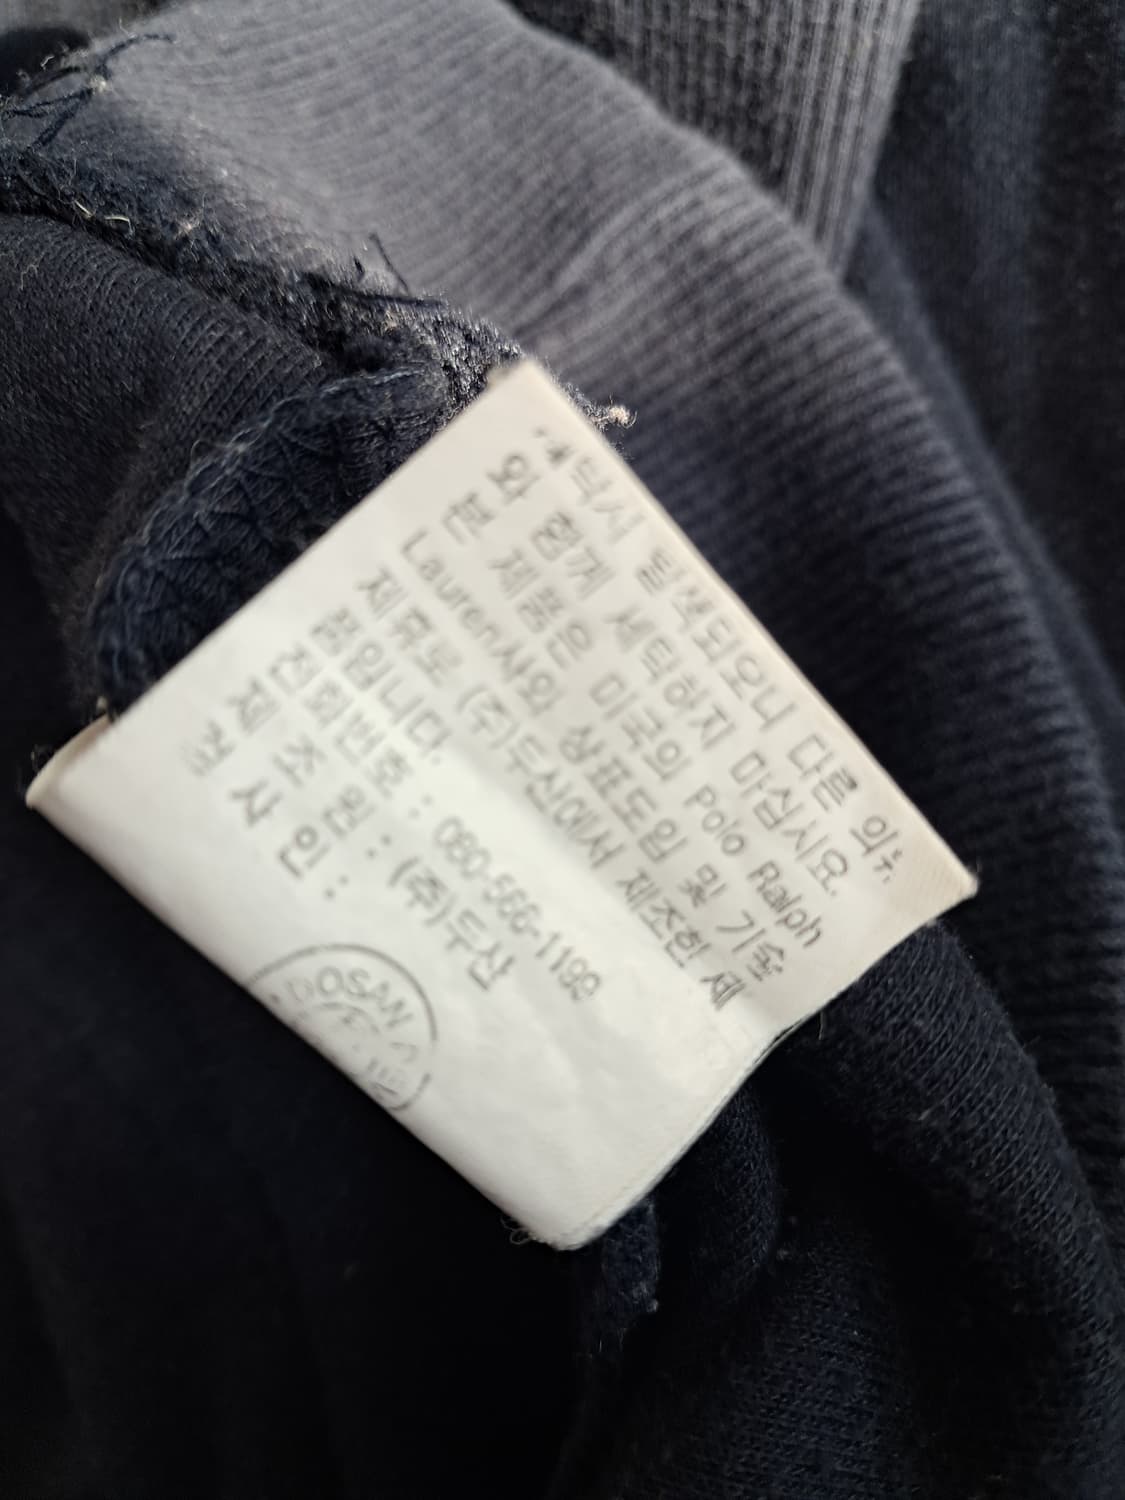 세탁시 탈색되오니 다른 의류
와 함께 세탁하지 마십시요.
본 제품은 미국의 Polo Ralph
Lauren사와 상표도입 및 기술
제휴로 (주)두산에서 제조한 제
품입니다.
전화번호 : 080-566-1199
제 조 원 : (주)두산
검 사 인 :
OSAN